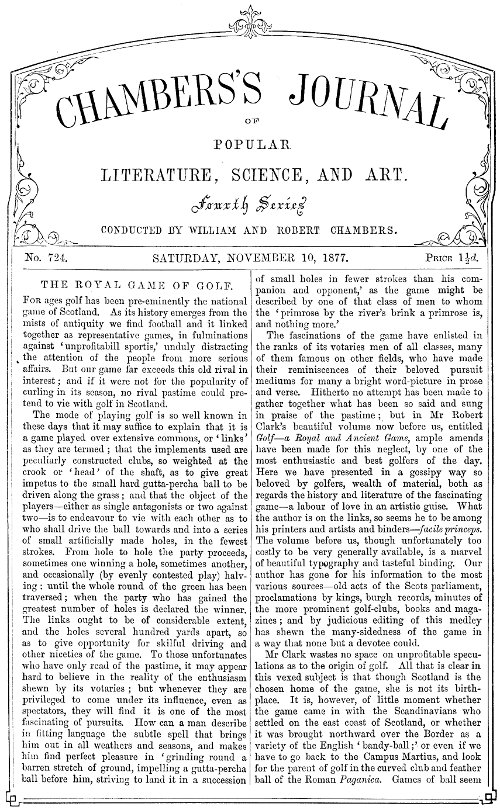 CHAMBERS'S JOURNAL
OF
POPULAR
LITERATURE, SCIENCE, AND ART.
Fourth Series
CONDUCTED BY WILLIAM AND ROBERT CHAMBERS.
No. 724.
SATURDAY, NOVEMBER 10, 1877.
PRICE 1½d.
THE ROYAL GAME OF GOLF.
FOR ages golf has been pre-eminently the national
game of Scotland. As its history emerges from the
mists of antiquity we find football and it linked
together as representative games, in fulminations
against 'unprofitabill sportis,' unduly distracting
the attention of the people from more serious
affairs. But our game far exceeds this old rival in
interest; and if it were not for the popularity of
curling in its season, no rival pastime could pre-
tend to vie with golf in Scotland.
The mode of playing golf is so well known in
these days that it may suffice to explain that it is
a game played over extensive commons, or 'links'
as they are termed; that the implements used are
peculiarly constructed clubs, so weighted at the
crook or 'head' of the shaft, as to give great
impetus to the small hard gutta-percha ball to be
driven along the grass; and that the object of the
players—either as single antagonists or two against
two—is to endeavour to vie with each other as to
who shall drive the ball towards and into a series
of small artificially made holes, in the fewest
strokes. From hole to hole the party proceeds,
sometimes one winning a hole, sometimes another,
and occasionally (by evenly contested play) halv-
ing; until the whole round of the green has been
traversed; when the party who has gained the
greatest number of holes is declared the winner.
The links ought to be of considerable extent,
and the holes several hundred yards apart, so
as to give opportunity for skilful driving and
other niceties of the game. To those unfortunates
who have only read of the pastime, it may appear
hard to believe in the reality of the enthusiasm
shewn by its votaries; but whenever they are
privileged to come under its influence, even as
spectators, they will find it is one of the most
fascinating of pursuits. How can a man describe
in fitting language the subtle spell that brings
him out in all weathers and seasons, and makes
him find perfect pleasure in 'grinding round a
barren stretch of ground, impelling a gutta-percha
ball before him, striving to land it in a succession
of small holes in fewer strokes than his com-
panion and opponent,' as the game might be
described by one of that class of men to whom
the 'primrose by the river's brink a primrose is,
and nothing more.'
The fascinations of the game have enlisted in
the ranks of its votaries men of all classes, many
of them famous on other fields, who have made
their reminiscences of their beloved pursuit
mediums for many a bright word-picture in prose
and verse. Hitherto no attempt has been made to
gather together what has been so said and sung
in praise of the pastime; but in Mr Robert
Clark's beautiful volume now before us, entitled
Golf—a Royal and Ancient Game, ample amends
have been made for this neglect, by one of the
most enthusiastic and best golfers of the day.
Here we have presented in a gossipy way so
beloved by golfers, wealth of material, both as
regards the history and literature of the fascinating
game—a labour of love in an artistic guise. What
the author is on the links, so seems he to be among
his printers and artists and binders—facile princeps.
The volume before us, though unfortunately too
costly to be very generally available, is a marvel
of beautiful typography and tasteful binding. Our
author has gone for his information to the most
various sources—old acts of the Scots parliament,
proclamations by kings, burgh records, minutes of
the more prominent golf-clubs, books and maga-
zines; and by judicious editing of this medley
has shewn the many-sidedness of the game in
a way that none but a devotee could.
Mr Clark wastes no space on unprofitable specu-
lations as to the origin of golf. All that is clear in
this vexed subject is that though Scotland is the
chosen home of the game, she is not its birth-
place. It is, however, of little moment whether
the game came in with the Scandinavians who
settled on the east coast of Scotland, or whether
it was brought northward over the Border as a
variety of the English 'bandy-ball;' or even if we
have to go back to the Campus Martius, and look
for the parent of golf in the curved club and feather
ball of the Roman Paganica. Games of ball seem